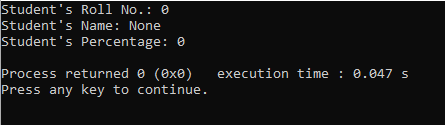 Student's Roll No.: 0
Student's Name: None
Student's Percentage: 0
Process returned 0 (0x0)   execution time : 0.047 s
Press any key to continue.